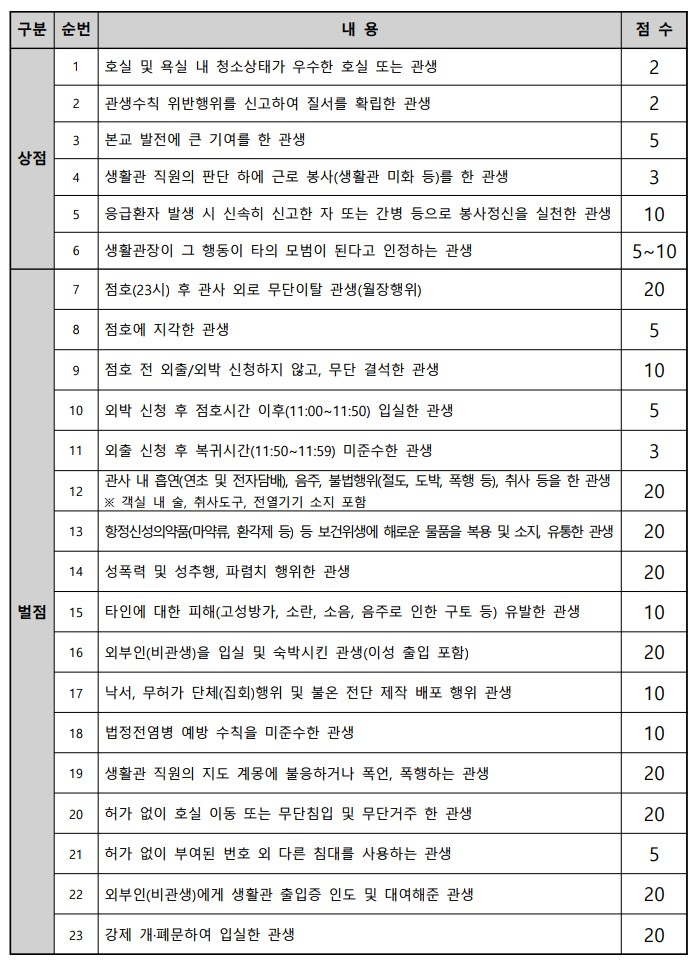 구분 순번 내 용 점 수
상점
1 호실 및 욕실 내 청소상태가 우수한 호실 또는 관생 2
2 관생수칙 위반행위를 신고하여 질서를 확립한 관생 2
3 본교 발전에 큰 기여를 한 관생 5
4 생활관 직원의 판단 하에 근로 봉사(생활관 미화 등)를 한 관생 3
5 응급환자 발생 시 신속히 신고한 자 또는 간병 등으로 봉사정신을 실천한 관생 10
6 생활관장이 그 행동이 타의 모범이 된다고 인정하는 관생 5~10
벌점
7 점호(23시) 후 관사 외로 무단이탈 관생(월장행위) 20
8 점호에 지각한 관생 5
9 점호 전 외출/외박 신청하지 않고, 무단 결석한 관생 10
10 외박 신청 후 점호시간 이후(11:00~11:50) 입실한 관생 5
11 외출 신청 후 복귀시간(11:50~11:59) 미준수한 관생 3
12 관사 내 흡연(연초 및 전자담배), 음주, 불법행위(절도, 도박, 폭행 등), 취사 등을 한 관생 20
※ 객실 내 술, 취사도구, 전열기기 소지 포함
13 항정신성의약품(마약류, 환각제 등) 등 보건위생에 해로운 물품을 복용 및 소지, 유통한 관생 20
14 성폭력 및 성추행, 파렴치 행위한 관생 20
15 타인에 대한 피해(고성방가, 소란, 소음, 음주로 인한 구토 등) 유발한 관생 10
16 외부인(비관생)을 입실 및 숙박시킨 관생(이성 출입 포함) 20
17 낙서, 무허가 단체(집회)행위 및 불온 전단 제작 배포 행위 관생 10
18 법정전염병 예방 수칙을 미준수한 관생 10
19 생활관 직원의 지도 계몽에 불응하거나 폭언, 폭행하는 관생 20
20 허가 없이 호실 이동 또는 무단침입 및 무단거주 한 관생 20
21 허가 없이 부여된 번호 외 다른 침대를 사용하는 관생 5
22 외부인(비관생)에게 생활관 출입증 인도 및 대여해준 관생 20
23 강제 개·폐문하여 입실한 관생 20